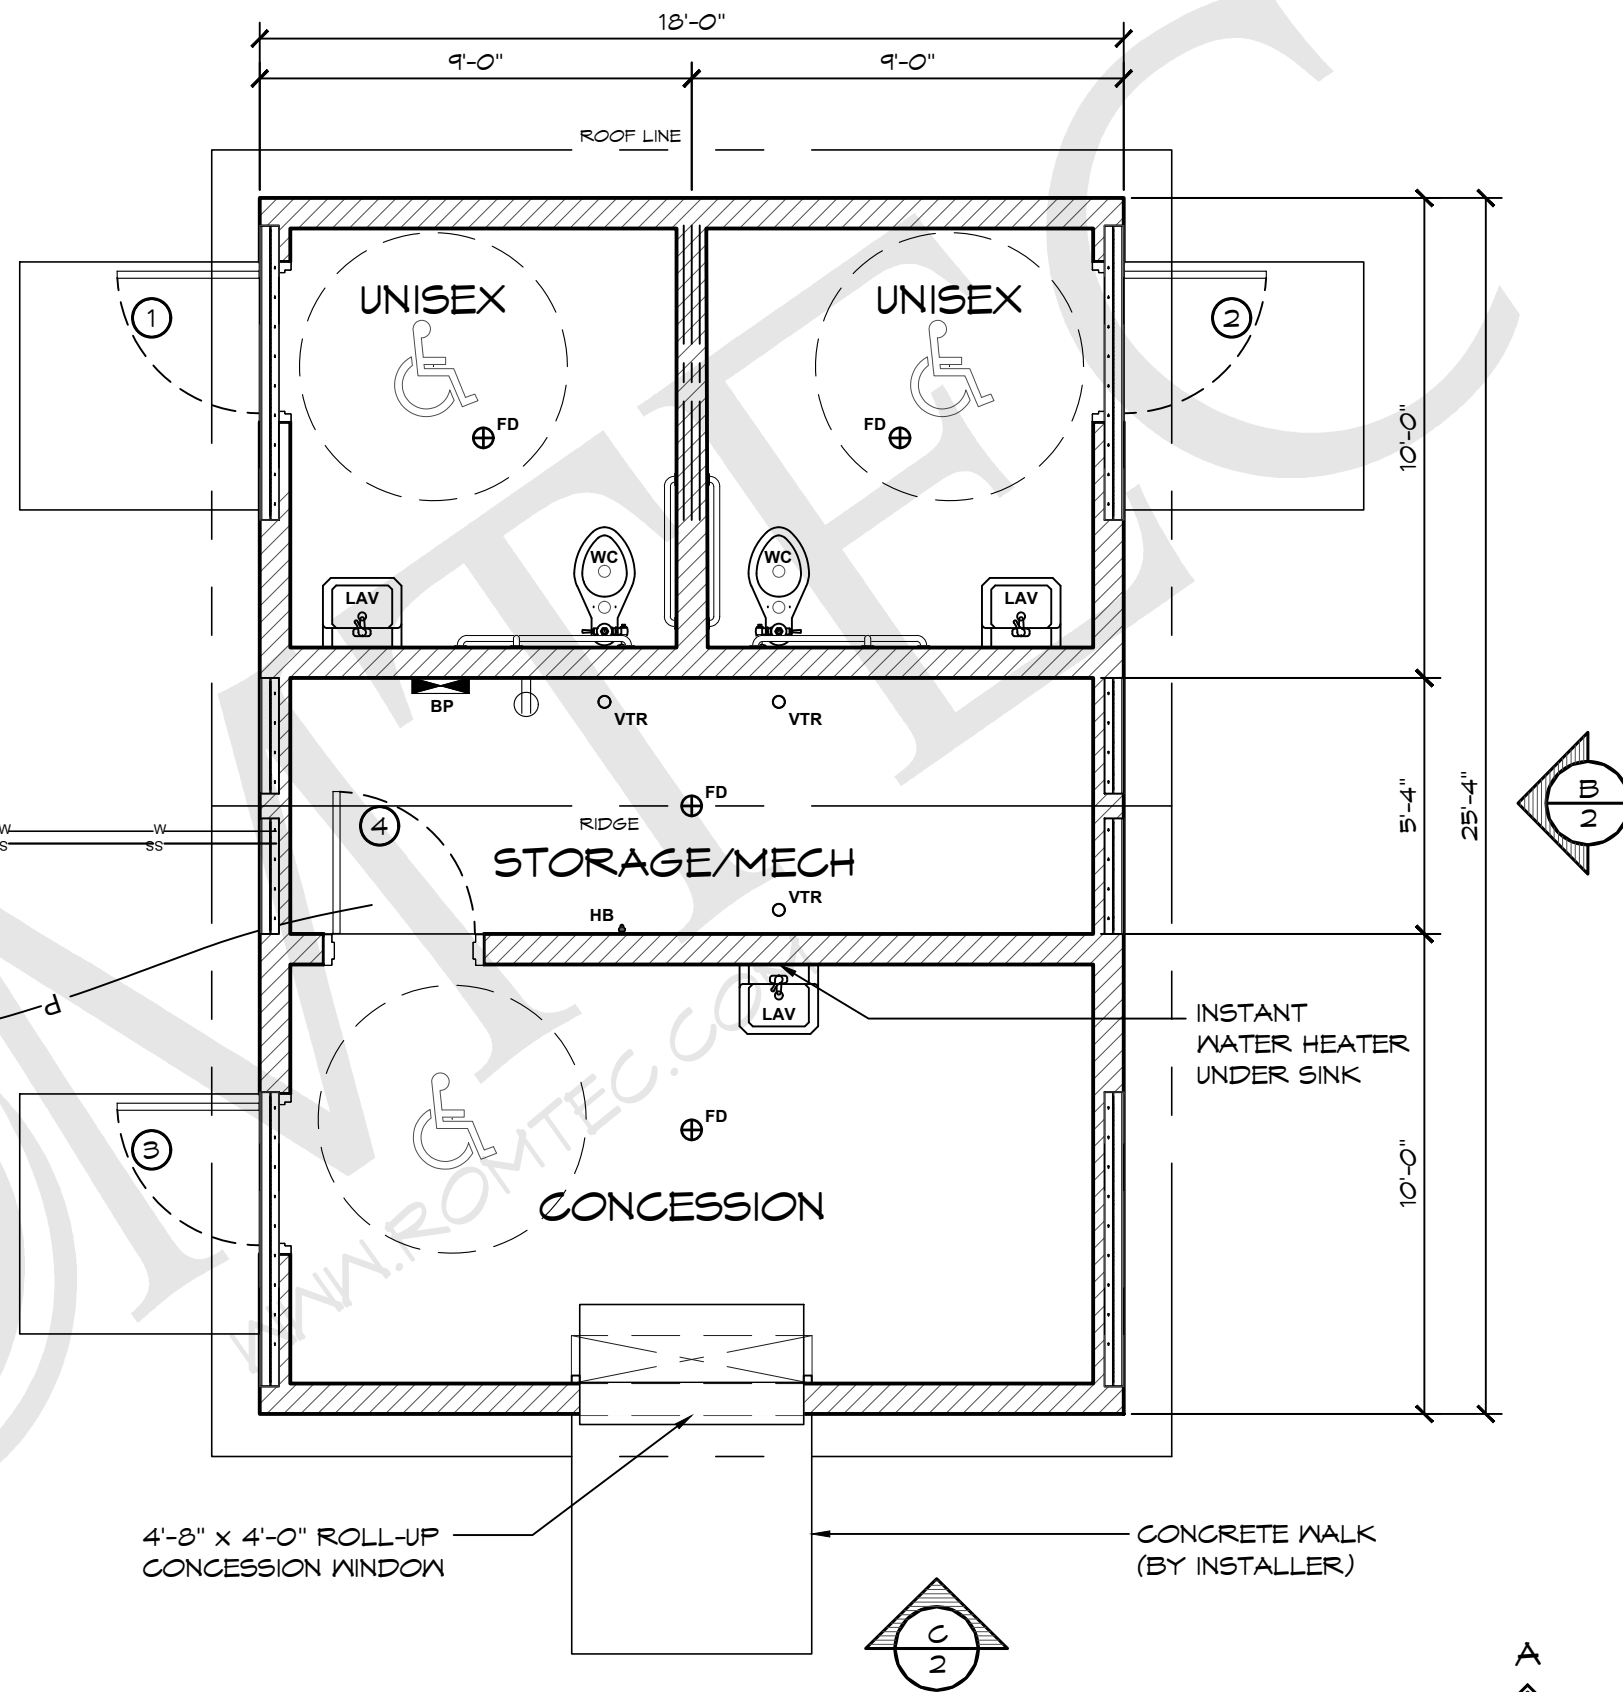 18'-0"
9'-0"
9'-0"
ROOF LINE
UNISEX
UNISEX
1
2
FD
FD
10'-0"
WC
WC
LAV
LAV
BP
VTR
VTR
FD
5'-4"
25'-4"
B
2
W
W
SS
4
RIDGE
STORAGE/MECH
VTR
HB
P
LAV
INSTANT
WATER HEATER
UNDER SINK
FD
3
10'-0"
CONCESSION
WWW.ROMTEC.COM
OMTEC
4'-8" x 4'-0" ROLL-UP
CONCESSION WINDOW
CONCRETE WALK
(BY INSTALLER)
C
2
A